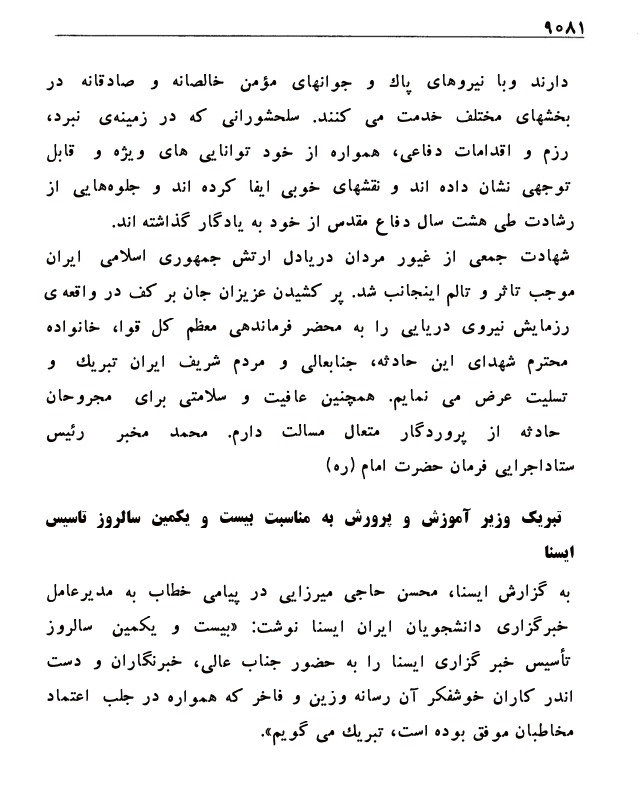 ۹۰۸۱
دارند وبا نیروهای پاك و جوانهای مؤمن خالصانه و صادقانه در
بخشهای مختلف خدمت می کنند. سلحشورانی که در زمینه‌ی نبرد،
رزم و اقدامات دفاعی، همواره از خود توانایی های ویژه و قابل
توجهی نشان داده اند و نقشهای خوبی ایفا کرده اند و جلوه‌هایی از
رشادت طی هشت سال دفاع مقدس از خود به یادگار گذاشته اند.
شهادت جمعی از غیور مردان دریادل ارتش جمهوری اسلامی ایران
موجب تاثر و تالم اینجانب شد. پر کشیدن عزیزان جان بر کف در واقعه‌ی
رزمایش نیروی دریایی را به محضر فرماندهی معظم کل قوا، خانواده
محترم شهدای این حادثه، جنابعالی و مردم شریف ایران تبریك و
تسلیت عرض می نمایم. همچنین عافیت و سلامتی برای مجروحان
حادثه از پروردگار متعال مسالت دارم. محمد مخبر رئیس
ستاداجرایی فرمان حضرت امام (ره)
تبریک وزیر آموزش و پرورش به مناسبت بیست و یکمین سالروز تاسیس
ایسنا
به گزارش ایسنا، محسن حاجی میرزایی در پیامی خطاب به مدیرعامل
خبرگزاری دانشجویان ایران ایسنا نوشت: «بیست و یکمین سالروز
تأسیس خبر گزاری ایسنا را به حضور جناب عالی، خبرنگاران و دست
اندر کاران خوشفکر آن رسانه وزین و فاخر که همواره در جلب اعتماد
مخاطبان موفق بوده است، تبریك می گویم».